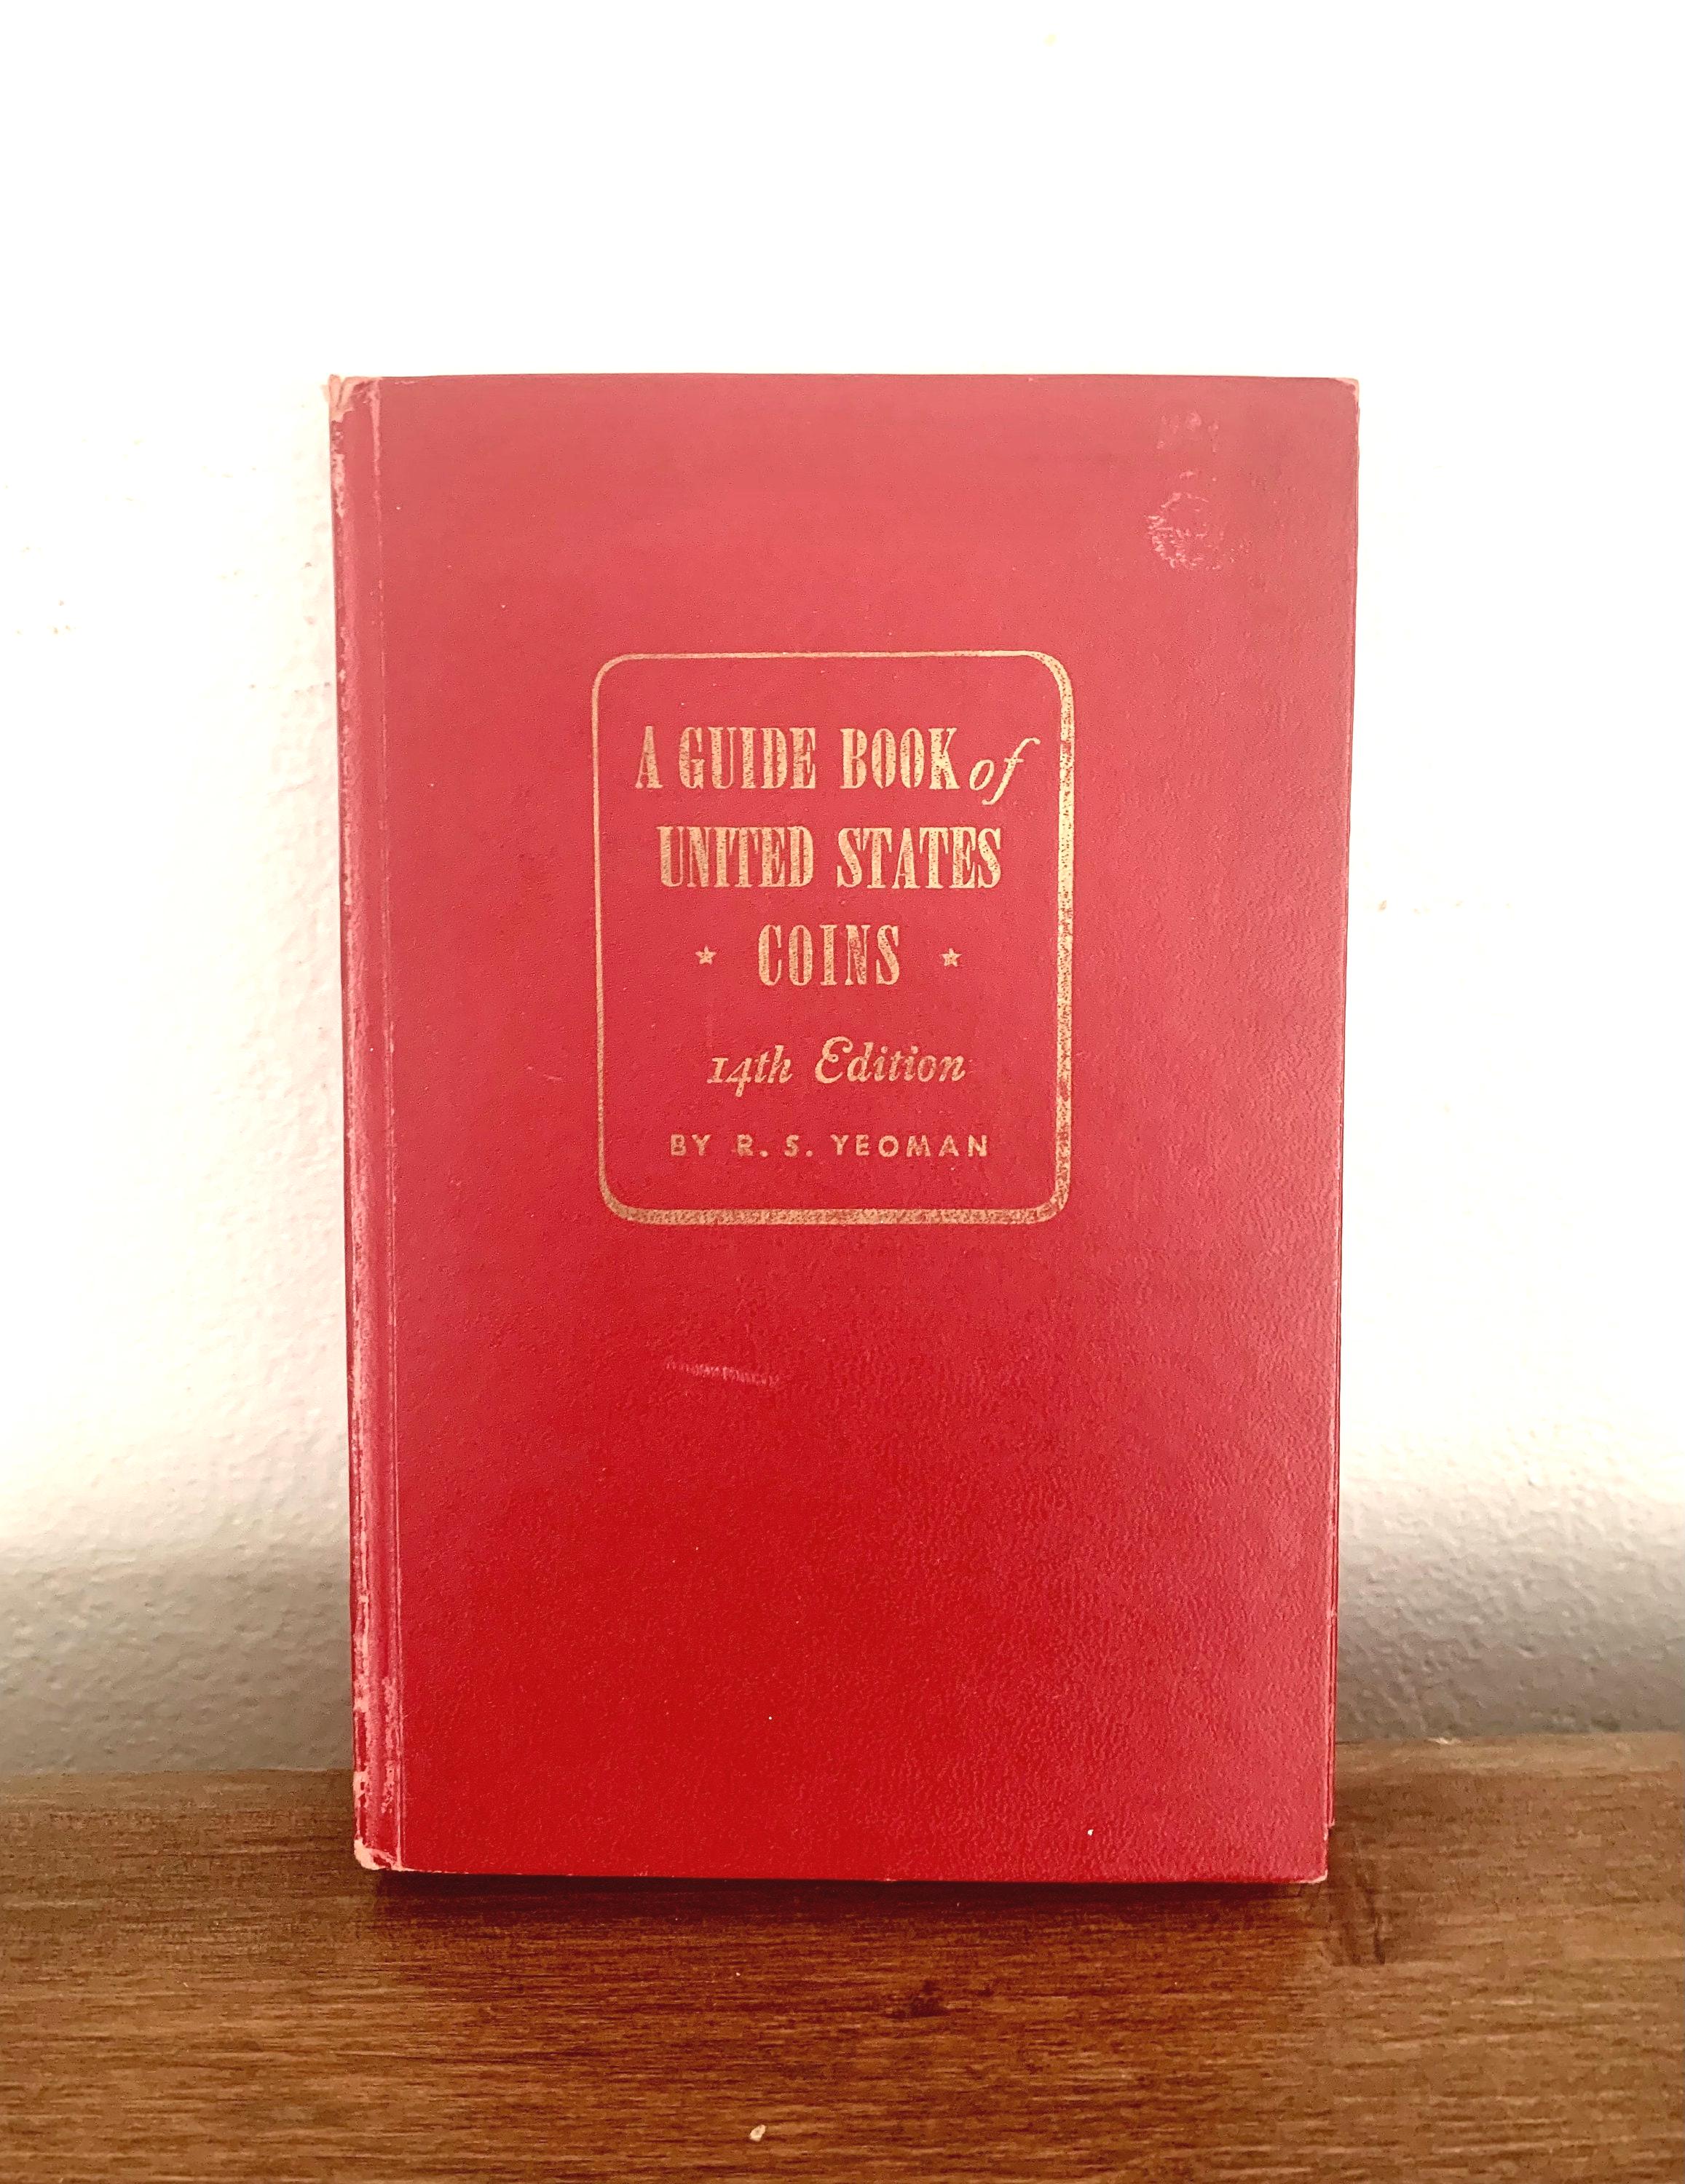 A GUIDE BOOK of
UNITED STATES
★ COINS ★
14th Edition
BY R. S. YEOMAN